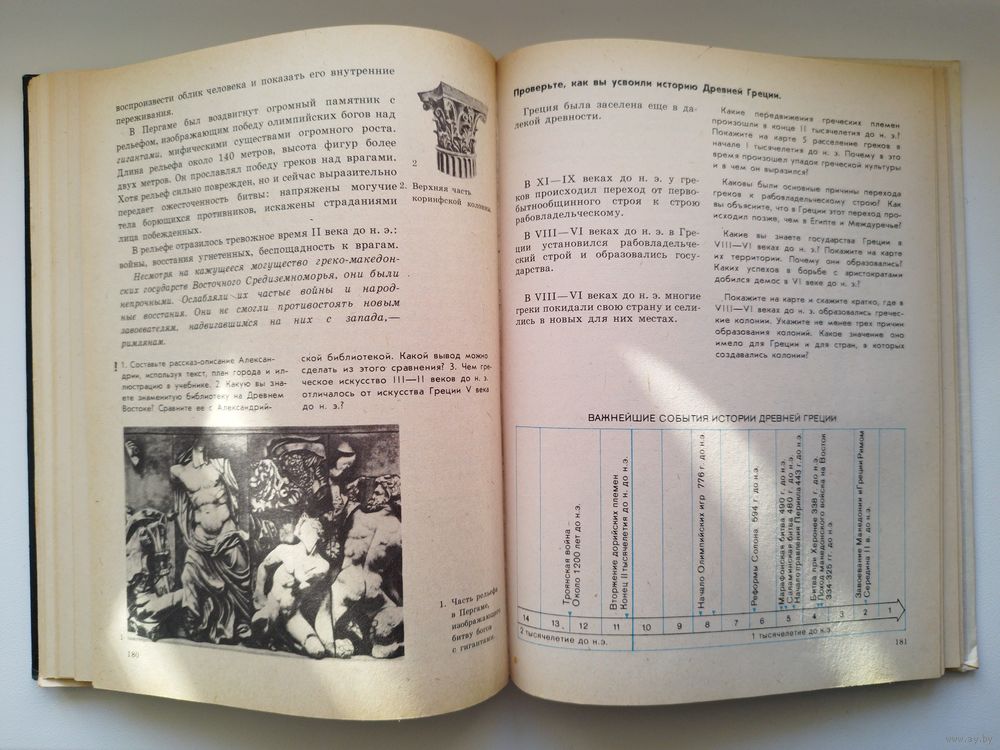 воспроизвести облик человека и показать его внутренние
переживания.
В Пергаме был воздвигнут огромный памятник с
рельефом, изображающим победу олимпийских богов над
гигантами, мифическими существами огромного роста.
Длина рельефа около 140 метров, высота фигур более
двух метров. Он прославлял победу греков над врагами.
Хотя рельеф сильно поврежден, но и сейчас выразительно
передает ожесточенность битвы: напряжены могучие
тела борющихся противников, искажены страданиями
лица побежденных.
В рельефе отразилось тревожное время II века до н. э.:
войны, восстания угнетенных, беспощадность к врагам.
Несмотря на кажущееся могущество греко-македон-
ских государств Восточного Средиземноморья, они были
непрочными. Ослабляли их частые войны и народ-
ные восстания. Они не смогли противостоять новым
завоевателям, надвигавшимся на них с запада,—
римлянам.
2
2. Верхняя часть
коринфской колонны
! 1. Составьте рассказ-описание Александ-
дрии, используя текст, план города и ил-
люстрацию в учебнике. 2. Какую вы зна-
ете знаменитую библиотеку на Древнем
Востоке? Сравните ее с Александрий-
ской библиотекой. Какой вывод можно
сделать из этого сравнения? 3. Чем гре-
ческое искусство III—II веков до н. э.
отличалось от искусства Греции V века
до н. э.?
1
1. Часть рельефа
в Пергаме,
изображающего
битву богов
с гигантами.
180
Проверьте, как вы усвоили историю Древней Греции.
Греция была заселена еще в да-
лекой древности.
В XI—IX веках до н. э. у гре-
ков происходил переход от перво-
бытнообщинного строя к строю
рабовладельческому.
В VIII—VI веках до н. э. в Гре-
ции установился рабовладельче-
ский строй и образовались госу-
дарства.
В VIII—VI веках до н. э. многие
греки покидали свою страну и сели-
лись в новых для них местах.
Какие передвижения греческих племен
произошли в конце II тысячелетия до н. э.?
Покажите на карте 5 расселение греков в
начале I тысячелетия до н. э. Почему в это
время произошел упадок греческой культуры
и в чем он выразился?
Каковы были основные причины перехода
греков к рабовладельческому строю? Как
вы объясните, что в Греции этот переход про-
исходил позже, чем в Египте и Междуречье?
Какие вы знаете государства Греции в
VIII—VI веках до н. э.? Покажите на карте
их территории. Почему они образовались?
Каких успехов в борьбе с аристократами
добился демос в VI веке до н. э.?
Покажите на карте и скажите кратко, где в
VIII—VI веках до н. э. образовались гречес-
кие колонии. Укажите не менее трех причин
образования колоний. Какое значение оно
имело для Греции и для стран, в которых
создавались колонии?
ВАЖНЕЙШИЕ СОБЫТИЯ ИСТОРИИ ДРЕВНЕЙ ГРЕЦИИ
Троянская война
Около 1200 лет до н.э.
Вторжение дорийских племен
Конец II тысячелетия до н. до н. э.
Начало Олимпийских игр 776 г. до н.э.
Реформы Солона. 594 г. до н.э.
Марафонская битва 490 г. до н.э.
Саламинская битва 480 г. до н.э.
Начало правления Перикла 443 г. до н.э.
Битва при Херонее 338 г. до н. э.
Поход македонского войска на Восток
334-325 гг. до н.э.
Завоевание Македонии и Греции Римом
Середина II в. до н. э.
14 13 12 11 10 9 8 7 6 5 4 3 2 1
2 тысячелетие до н. э. 1 тысячелетие до н.э.
181
www.ay.by